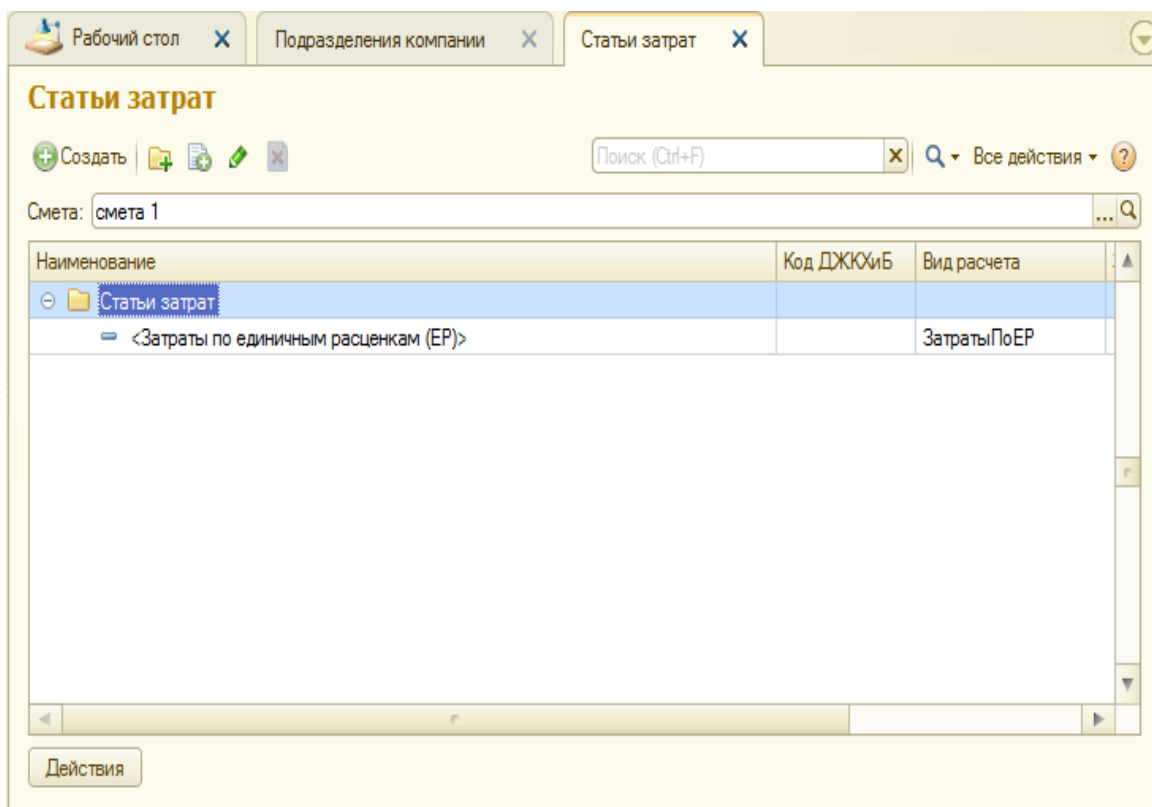 Рабочий стол Подразделения компании Статьи затрат
Статьи затрат
Создать Поиск (Ctrl+F) Все действия
Смета: смета 1
Наименование Код ДЖКХиБ Вид расчета
Статьи затрат
<Затраты по единичным расценкам (ЕР)> ЗатратыПоЕР
Действия